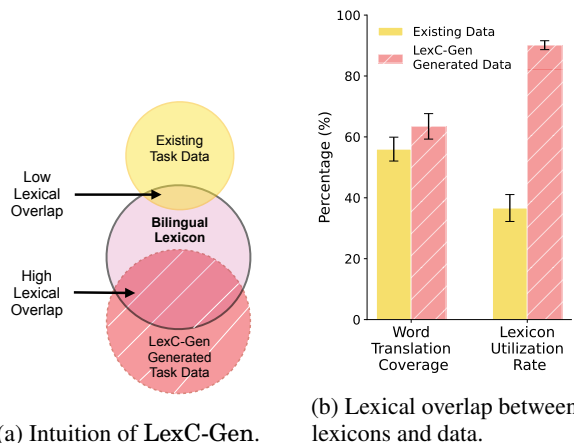 Existing
Task Data
Low
Lexical
Overlap
Bilingual
Lexicon
High
Lexical
Overlap
LexC-Gen
Generated
Task Data
(a) Intuition of LexC-Gen.
100
80
60
40
20
0
Percentage (%)
Existing Data
LexC-Gen
Generated Data
Word
Translation
Coverage
Lexicon
Utilization
Rate
(b) Lexical overlap between
lexicons and data.